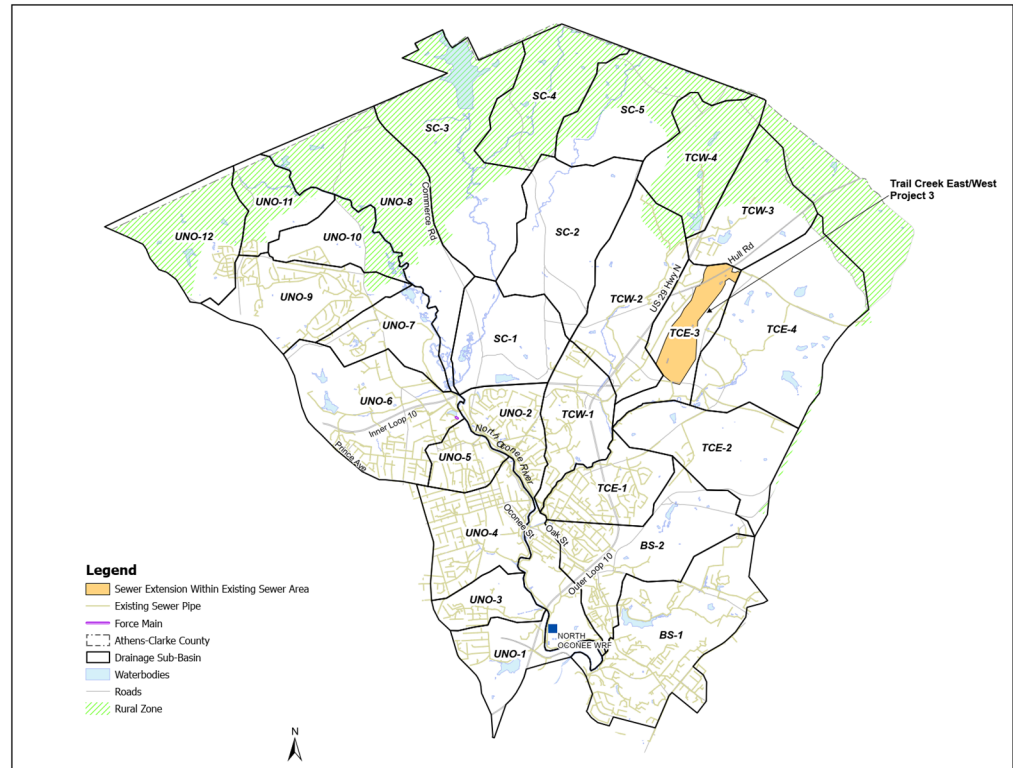 SC-4
SC-5
SC-3
TCW-4
Trail Creek East/West
Project 3
UNO-11
UNO-8
Commerce Rd
TCW-3
UNO-12
UNO-10
SC-2
Hull Rd
US 29 Hwy N
UNO-9
TCW-2
UNO-7
SC-1
TCE-3
TCE-4
UNO-6
Inner Loop 10
UNO-2
TCW-1
North Oconee River
Prince Ave
UNO-5
TCE-2
TCE-1
Oconee St
UNO-4
Oak St
BS-2
Outer Loop 10
UNO-3
NORTH
OCONEE WRF
BS-1
UNO-1
Legend
Sewer Extension Within Existing Sewer Area
Existing Sewer Pipe
Force Main
Athens-Clarke County
Drainage Sub-Basin
Waterbodies
Roads
Rural Zone
N